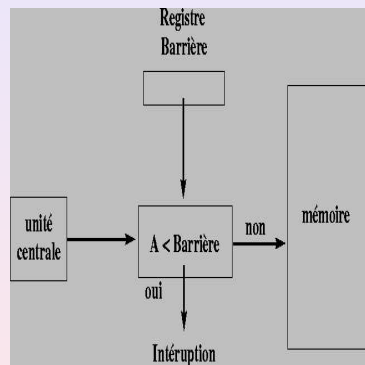 Registre
Barrière
unité
centrale
A < Barrière
non
mémoire
oui
Intéruption